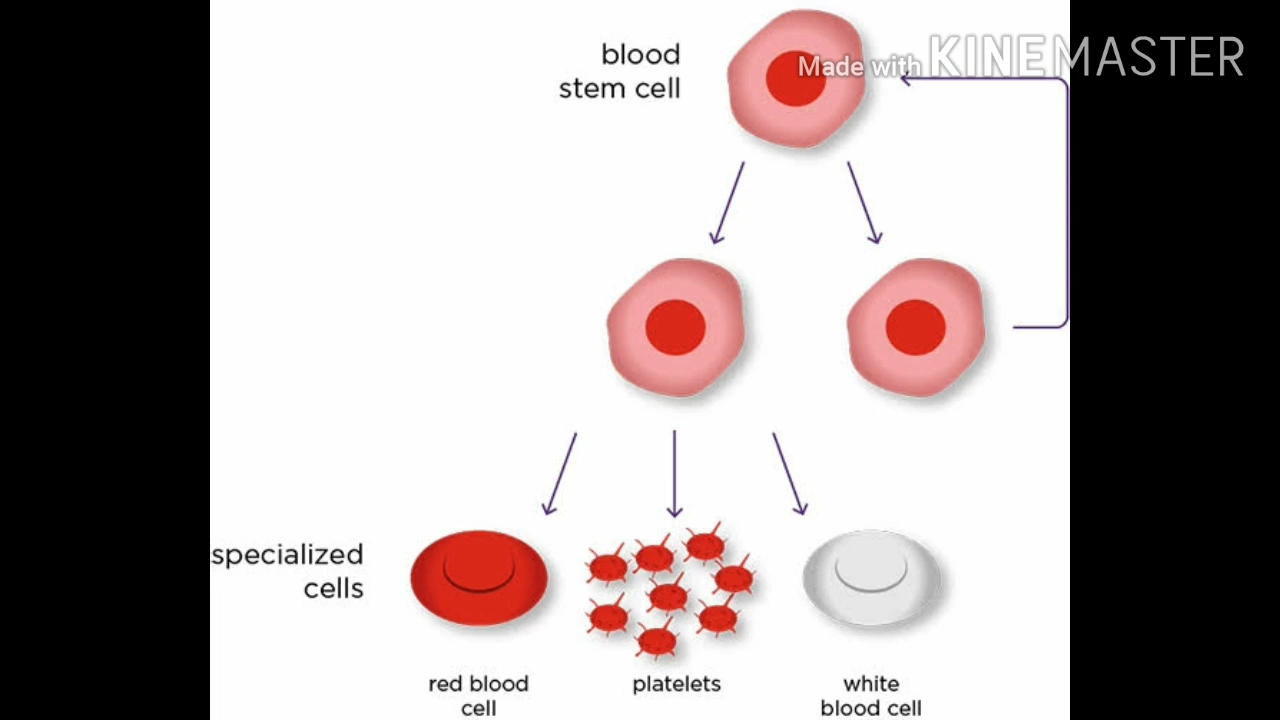 blood
stem cell
Made with KINEMASTER
specialized
cells
red blood
cell
platelets
white
blood cell